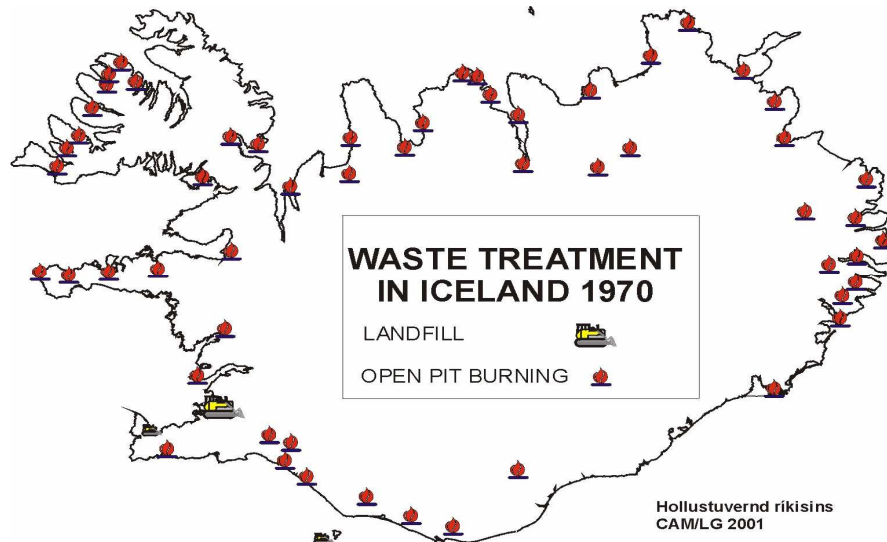 WASTE TREATMENT
IN ICELAND 1970
LANDFILL
OPEN PIT BURNING
Hollustuvernd ríkisins
CAM/LG 2001